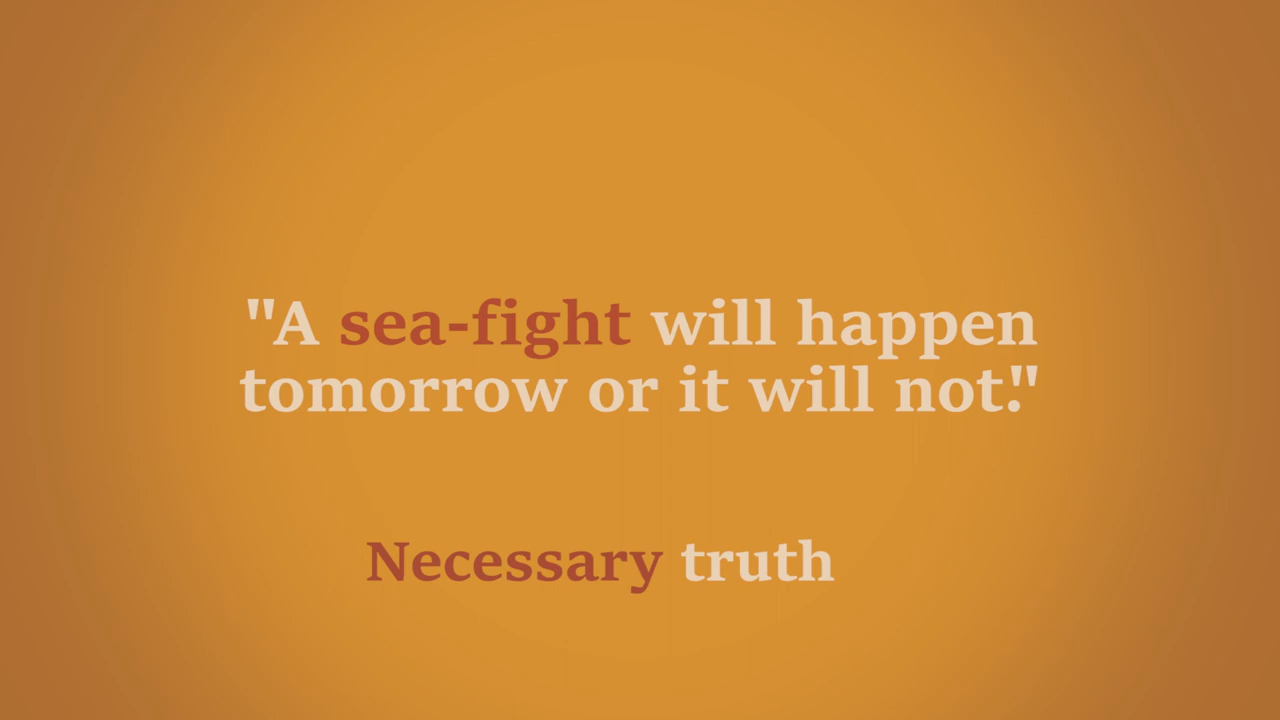 "A sea-fight will happen
tomorrow or it will not."
Necessary truth